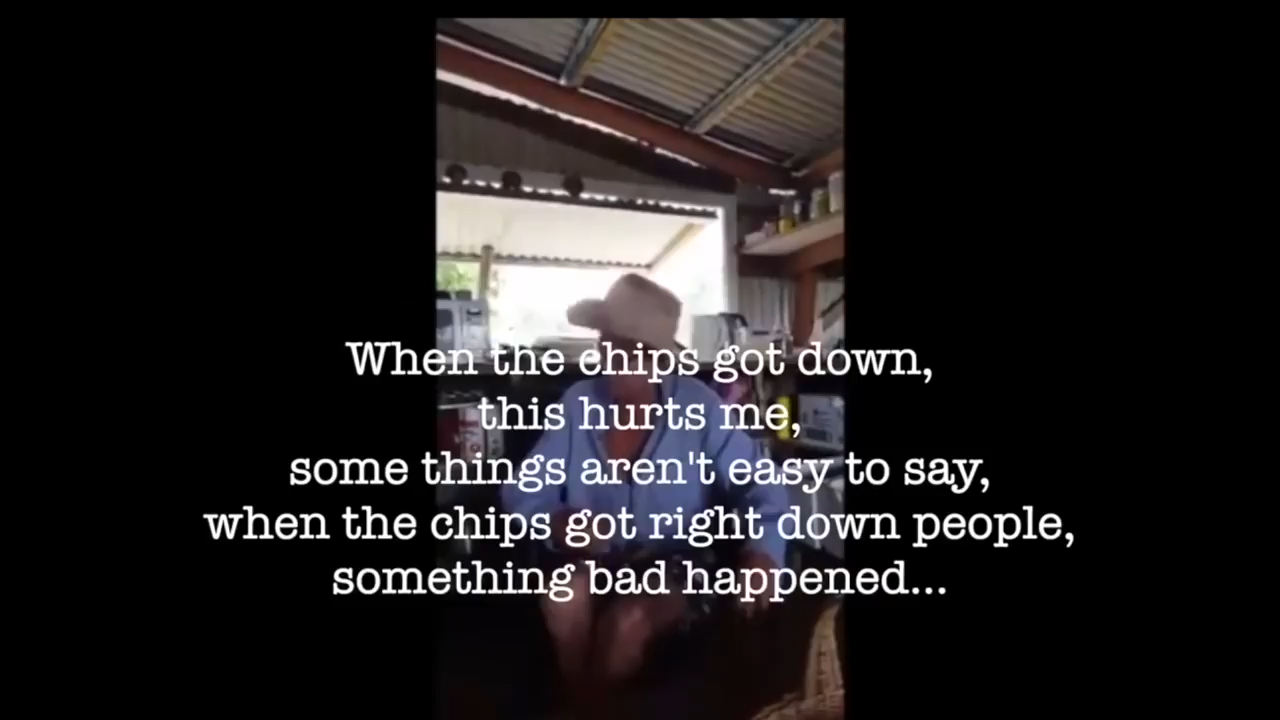 When the chips got down,
this hurts me,
some things aren't easy to say,
when the chips got right down people,
something bad happened...